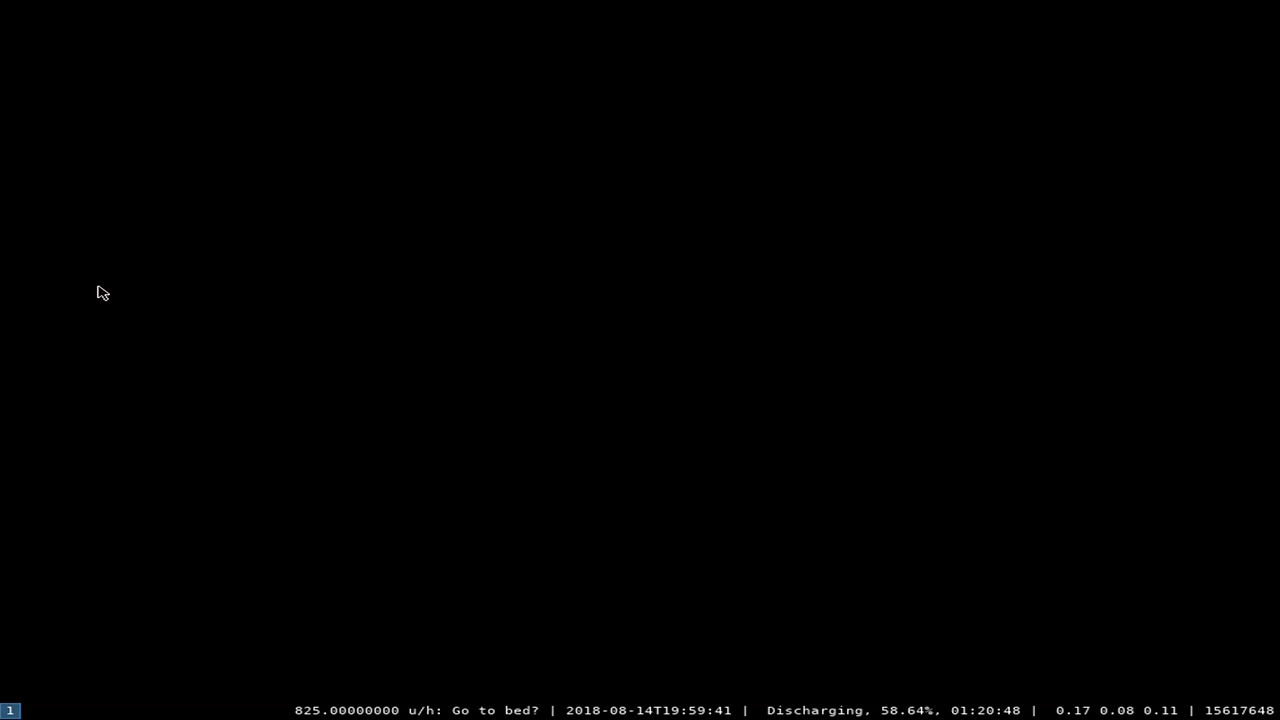 1 825.00000000 u/h: Go to bed? | 2018-08-14T19:59:41 | Discharging, 58.64%, 01:20:48 | 0.17 0.08 0.11 | 15617648